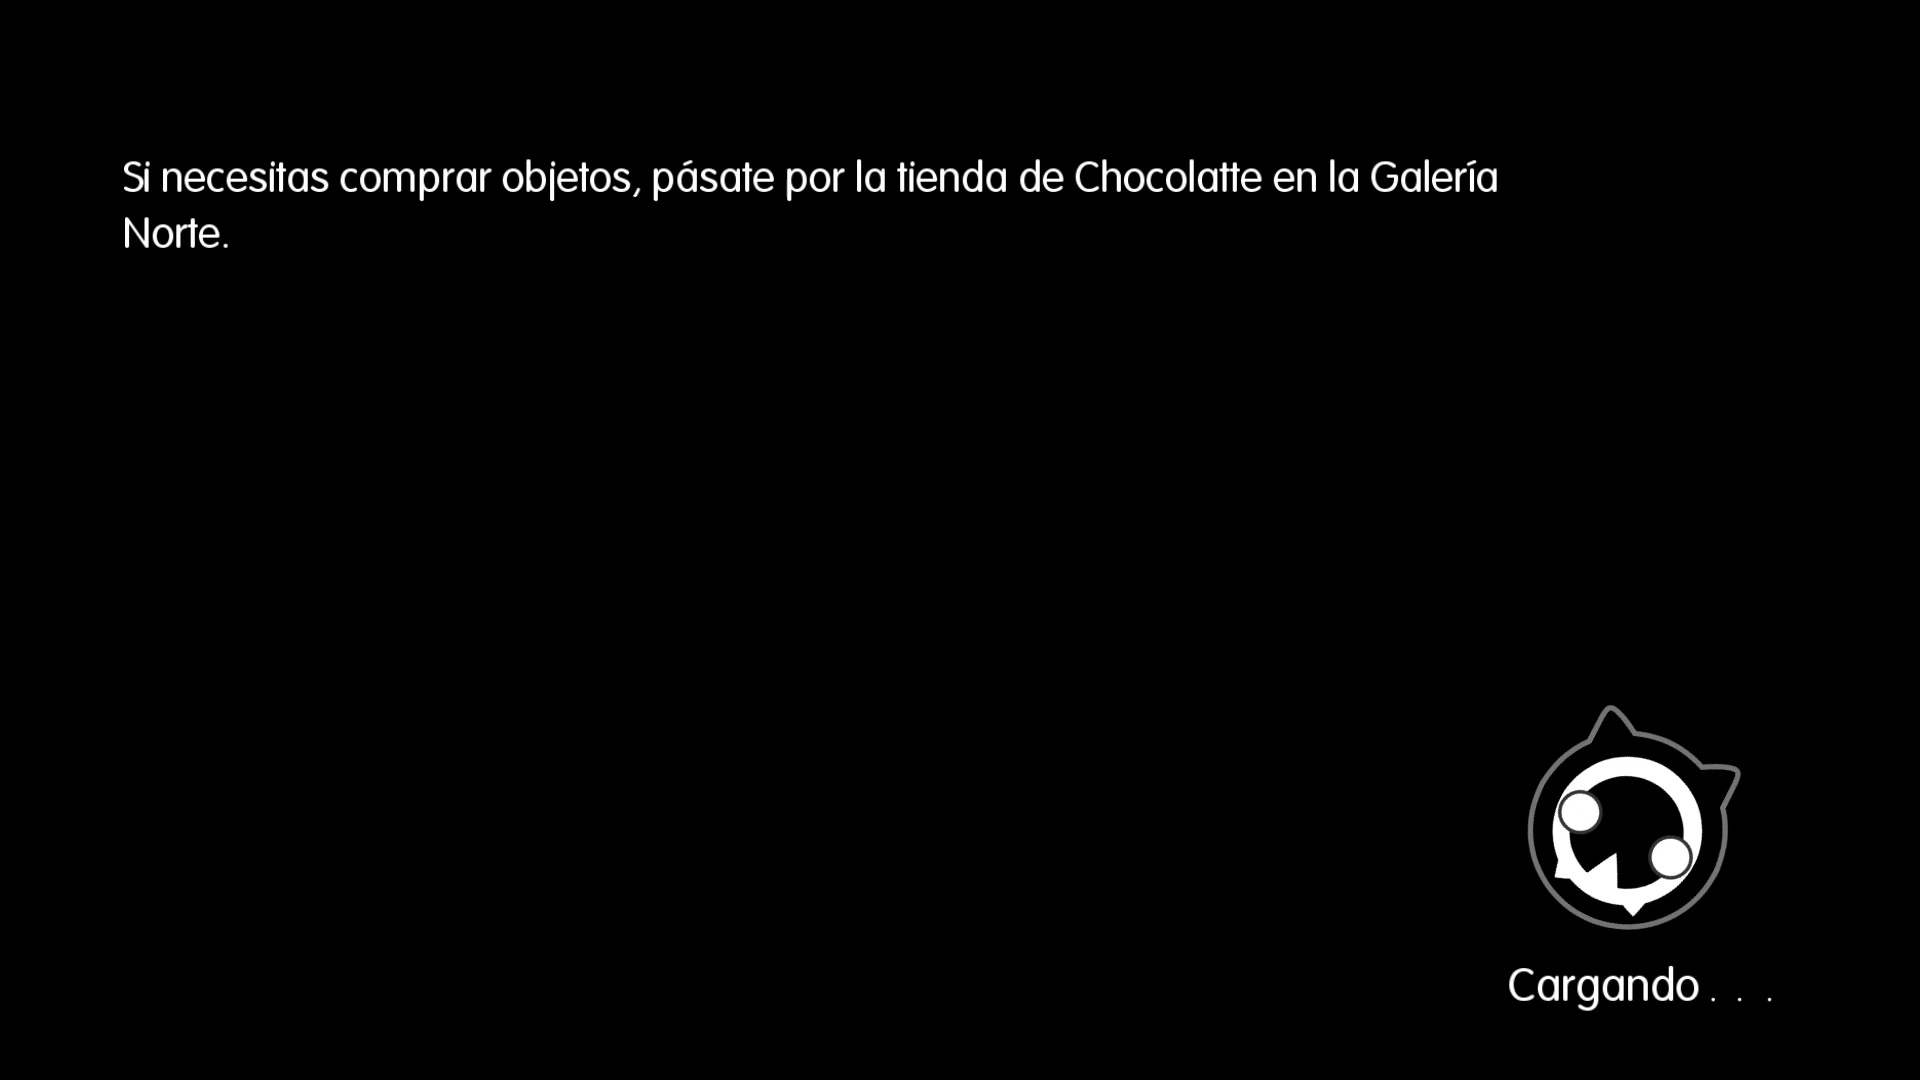 Si necesitas comprar objetos, pásate por la tienda de Chocolatte en la Galería
Norte.
Cargando . . .